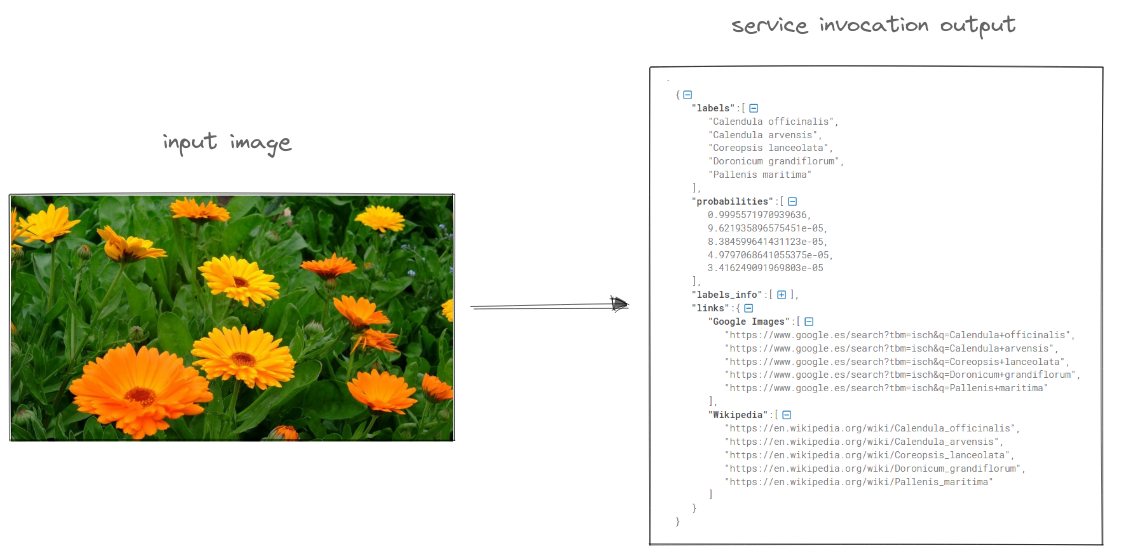 service invocation output
input image
{
"labels":[
"Calendula officinalis",
"Calendula arvensis",
"Coreopsis lanceolata",
"Doronicum grandiflorum",
"Pallenis maritima"
],
"probabilities":[
0.9995571970939636,
9.621935896575451e-05,
8.384599641431123e-05,
4.9797068641055375e-05,
3.416249091969803e-05
],
"labels_info":[ ],
"links":{
"Google Images":[
"https://www.google.es/search?tbm=isch&q=Calendula+officinalis",
"https://www.google.es/search?tbm=isch&q=Calendula+arvensis",
"https://www.google.es/search?tbm=isch&q=Coreopsis+lanceolata",
"https://www.google.es/search?tbm=isch&q=Doronicum+grandiflorum",
"https://www.google.es/search?tbm=isch&q=Pallenis+maritima"
],
"Wikipedia":[
"https://en.wikipedia.org/wiki/Calendula_officinalis",
"https://en.wikipedia.org/wiki/Calendula_arvensis",
"https://en.wikipedia.org/wiki/Coreopsis_lanceolata",
"https://en.wikipedia.org/wiki/Doronicum_grandiflorum",
"https://en.wikipedia.org/wiki/Pallenis_maritima"
]
}
}